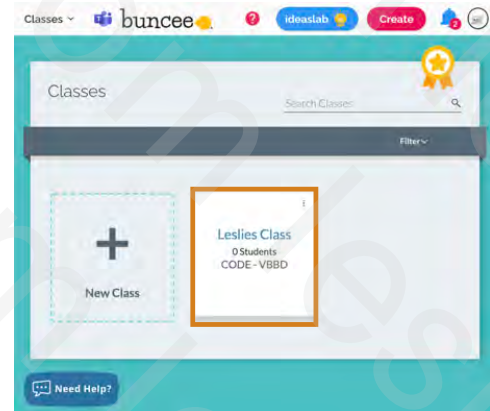 Classes buncee ideaslab Create
Classes
Search Classes
Filter
Leslies Class
0 Students
CODE - VBBD
New Class
Need Help?